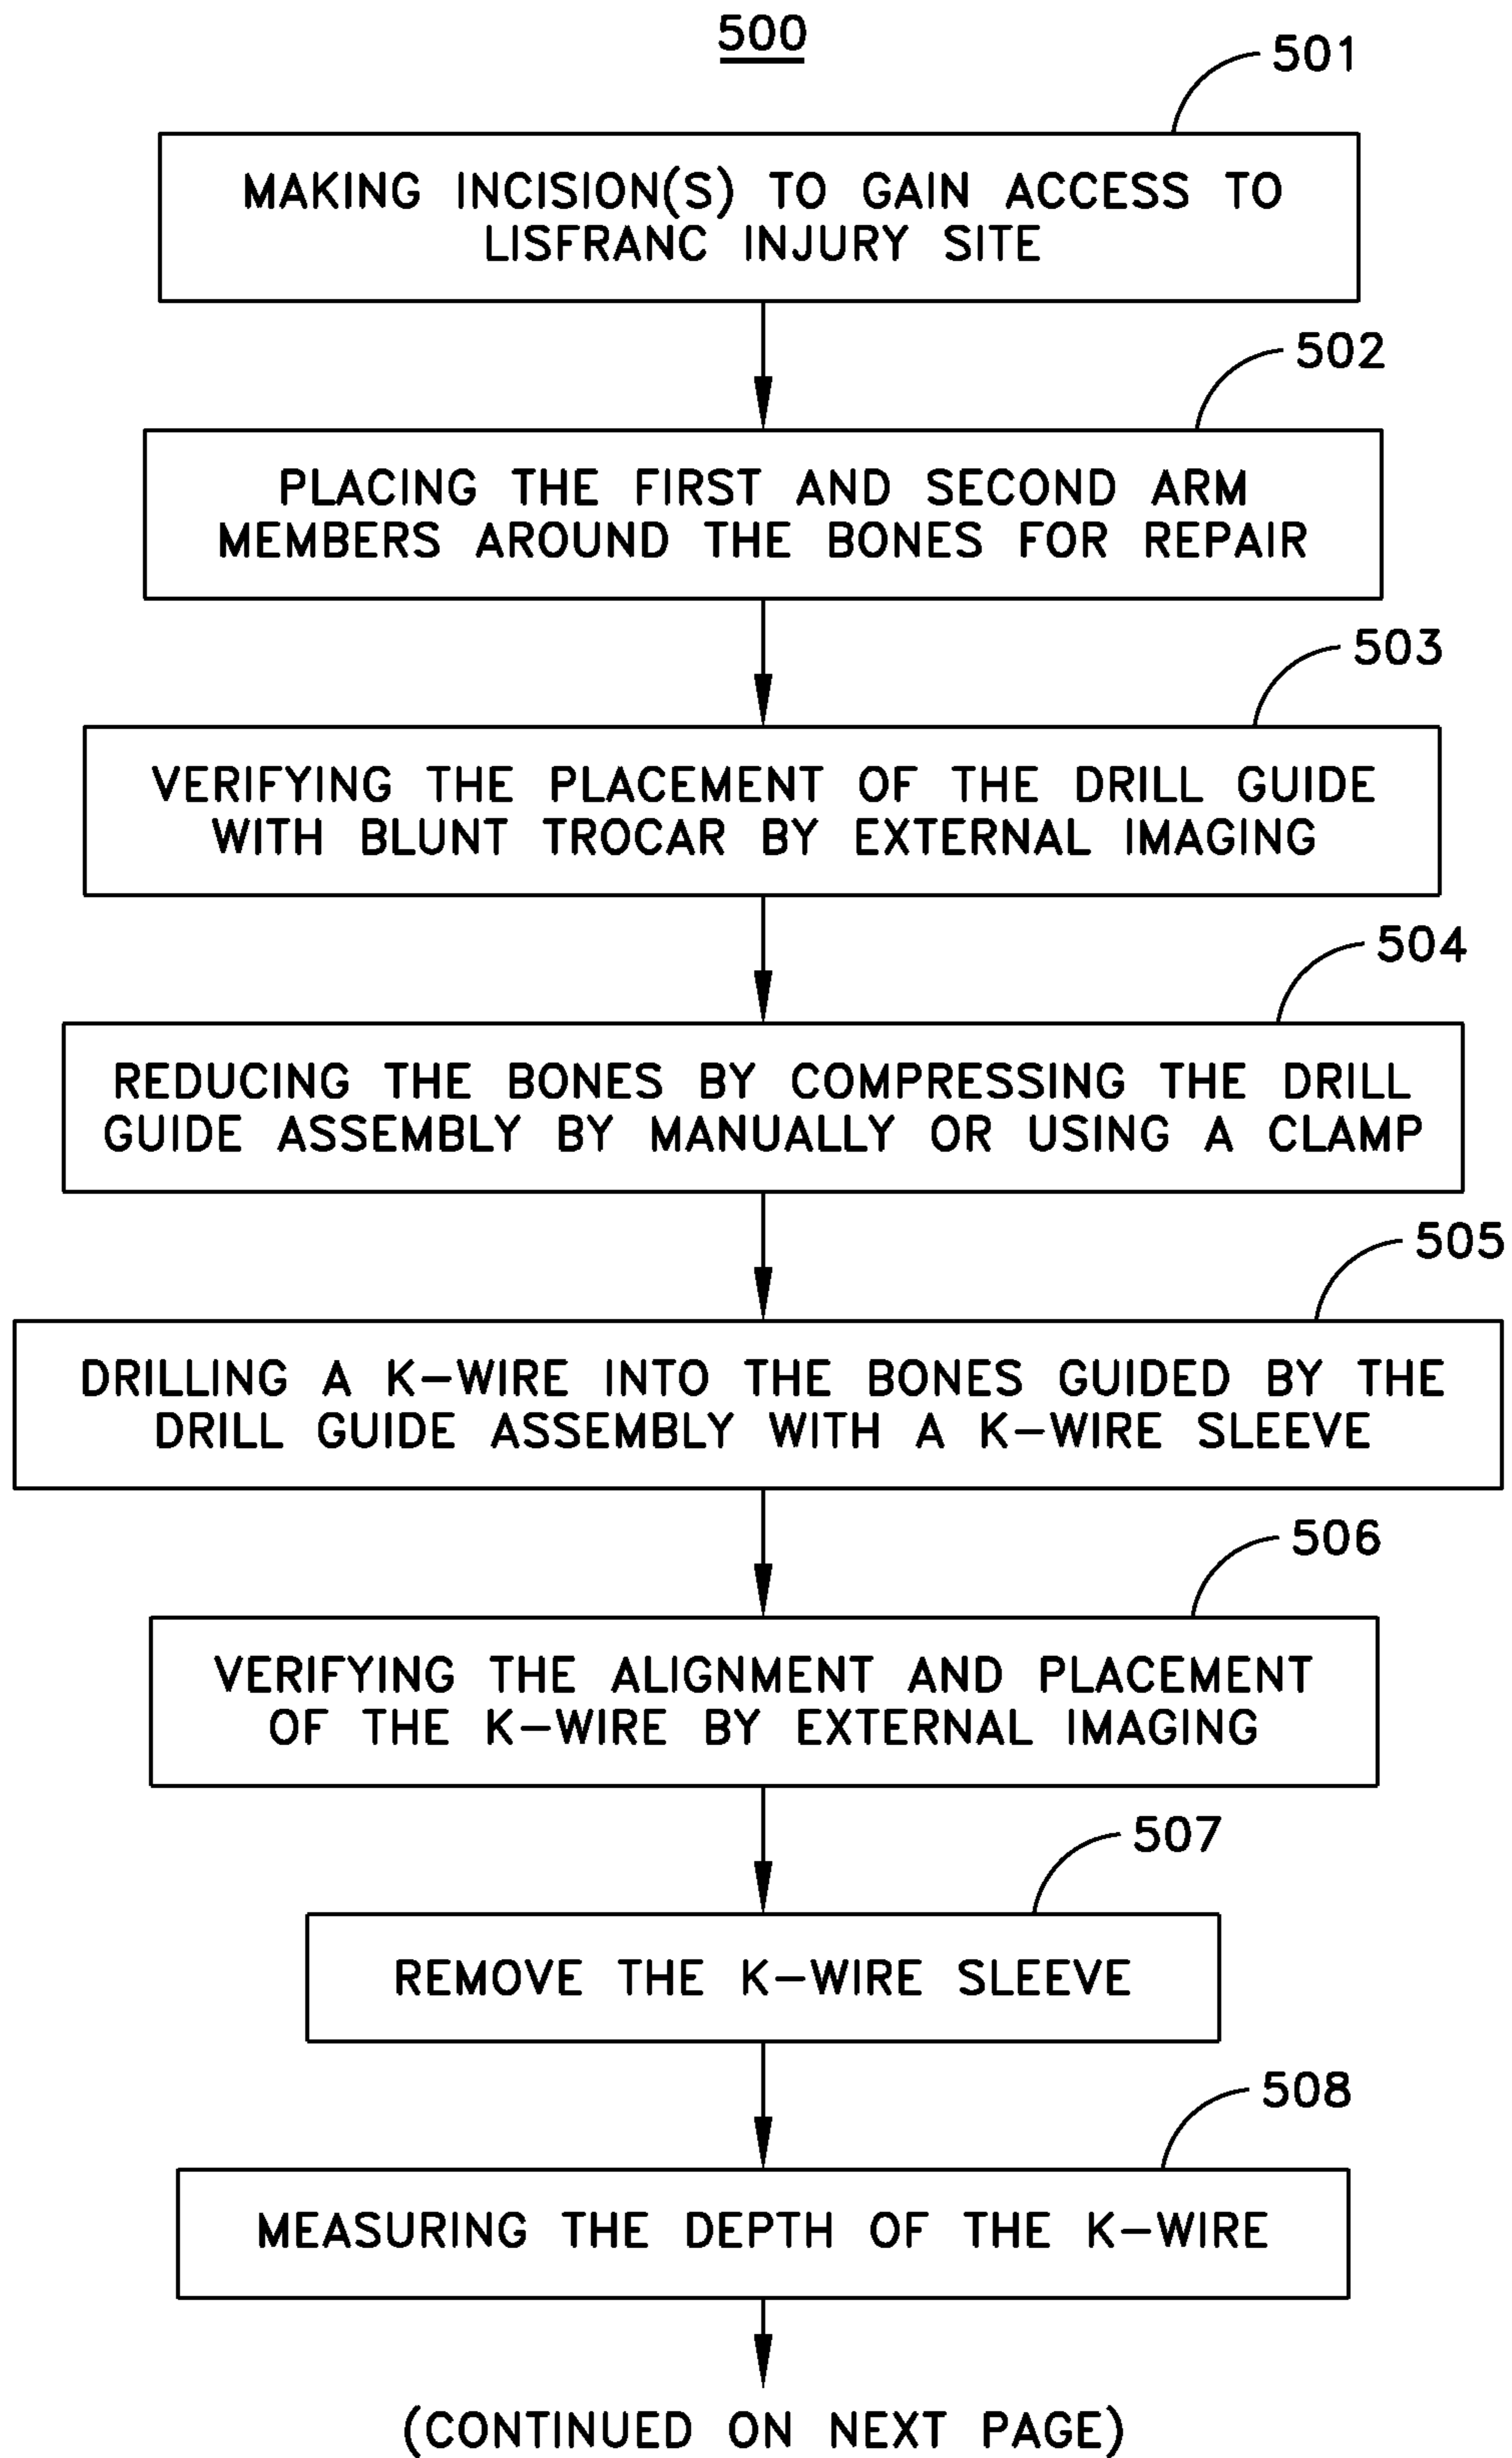 500
501
MAKING INCISION(S) TO GAIN ACCESS TO
LISFRANC INJURY SITE
502
PLACING THE FIRST AND SECOND ARM
MEMBERS AROUND THE BONES FOR REPAIR
503
VERIFYING THE PLACEMENT OF THE DRILL GUIDE
WITH BLUNT TROCAR BY EXTERNAL IMAGING
504
REDUCING THE BONES BY COMPRESSING THE DRILL
GUIDE ASSEMBLY BY MANUALLY OR USING A CLAMP
505
DRILLING A K-WIRE INTO THE BONES GUIDED BY THE
DRILL GUIDE ASSEMBLY WITH A K-WIRE SLEEVE
506
VERIFYING THE ALIGNMENT AND PLACEMENT
OF THE K-WIRE BY EXTERNAL IMAGING
507
REMOVE THE K-WIRE SLEEVE
508
MEASURING THE DEPTH OF THE K-WIRE
(CONTINUED ON NEXT PAGE)